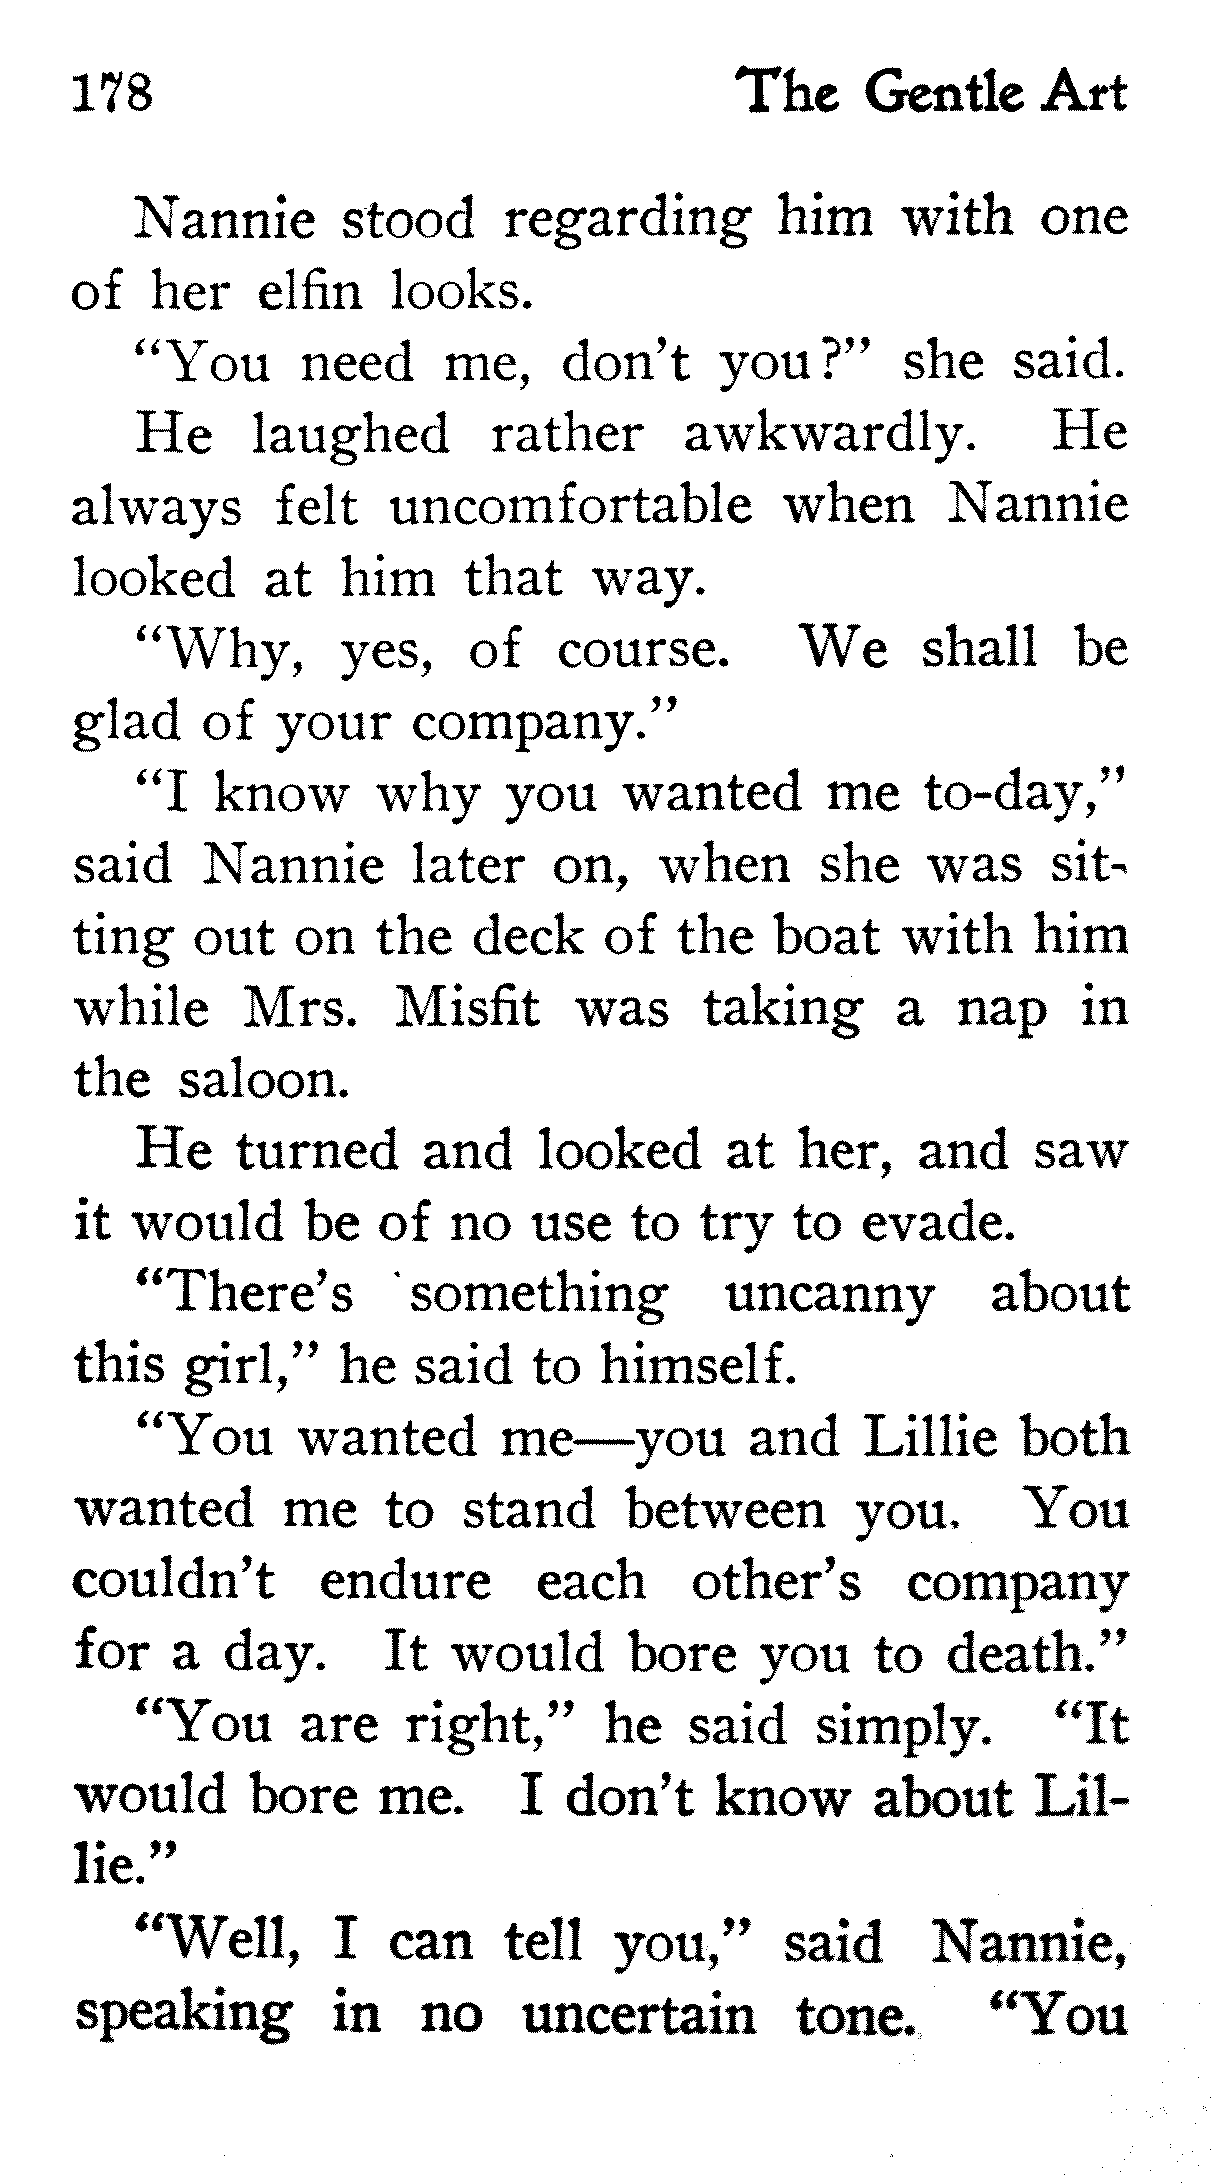 178 The Gentle Art
Nannie stood regarding him with one
of her elfin looks.
“You need me, don’t you?” she said.
He laughed rather awkwardly. He
always felt uncomfortable when Nannie
looked at him that way.
“Why, yes, of course. We shall be
glad of your company.”
“I know why you wanted me to-day,”
said Nannie later on, when she was sit-
ting out on the deck of the boat with him
while Mrs. Misfit was taking a nap in
the saloon.
He turned and looked at her, and saw
it would be of no use to try to evade.
“There’s something uncanny about
this girl,” he said to himself.
“You wanted me—you and Lillie both
wanted me to stand between you. You
couldn’t endure each other’s company
for a day. It would bore you to death.”
“You are right,” he said simply. “It
would bore me. I don’t know about Lil-
lie.”
“Well, I can tell you,” said Nannie,
speaking in no uncertain tone. “You